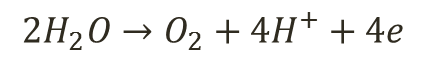 2H₂O → O₂ + 4H⁺ + 4e